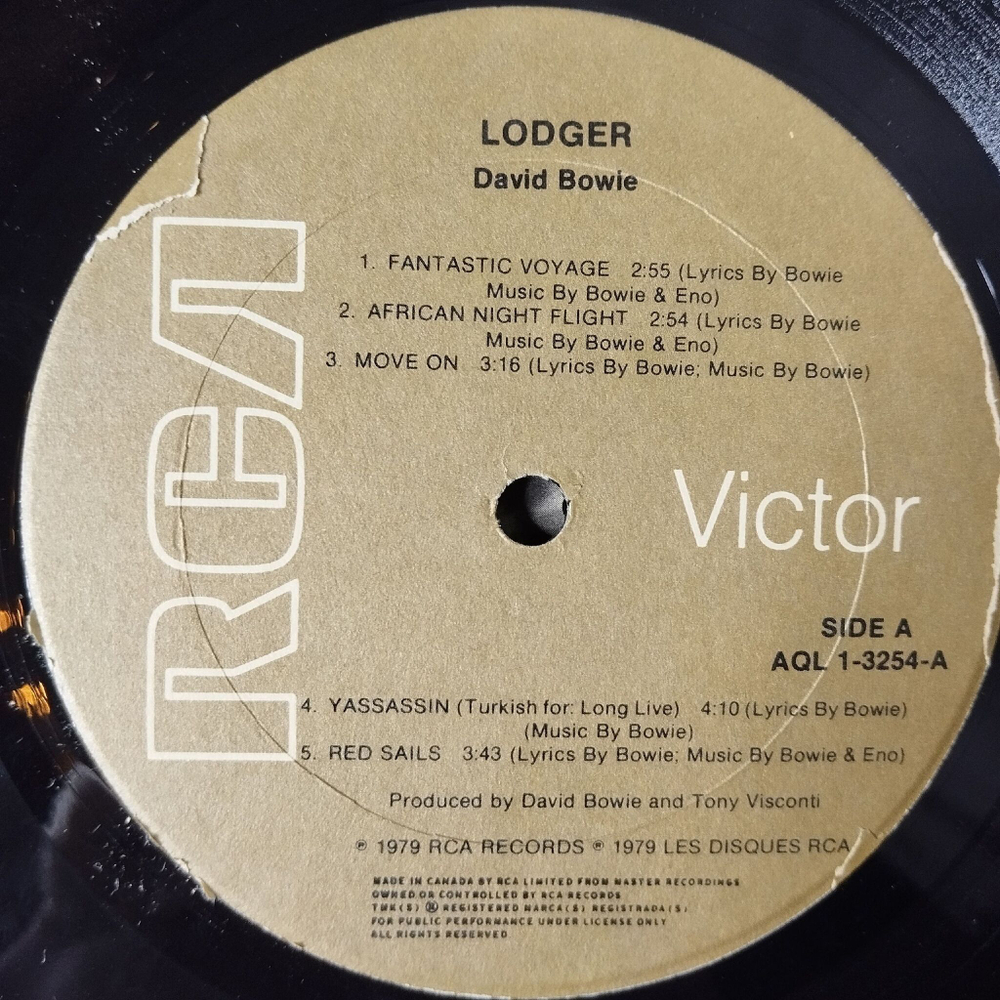 LODGER
David Bowie
1. FANTASTIC VOYAGE 2:55 (Lyrics By Bowie
Music By Bowie & Eno)
2. AFRICAN NIGHT FLIGHT 2:54 (Lyrics By Bowie
Music By Bowie & Eno)
3. MOVE ON 3:16 (Lyrics By Bowie; Music By Bowie)
RCA
Victor
SIDE A
AQL 1-3254-A
4. YASSASSIN (Turkish for: Long Live) 4:10 (Lyrics By Bowie)
(Music By Bowie)
5. RED SAILS 3:43 (Lyrics By Bowie; Music By Bowie & Eno)
Produced by David Bowie and Tony Visconti
℗ 1979 RCA RECORDS ℗ 1979 LES DISQUES RCA
MADE IN CANADA BY RCA LIMITED FROM MASTER RECORDINGS
OWNED OR CONTROLLED BY RCA RECORDS
TMK(S) ® REGISTERED MARCA(S) REGISTRADA(S)
FOR PUBLIC PERFORMANCE UNDER LICENSE ONLY
ALL RIGHTS RESERVED